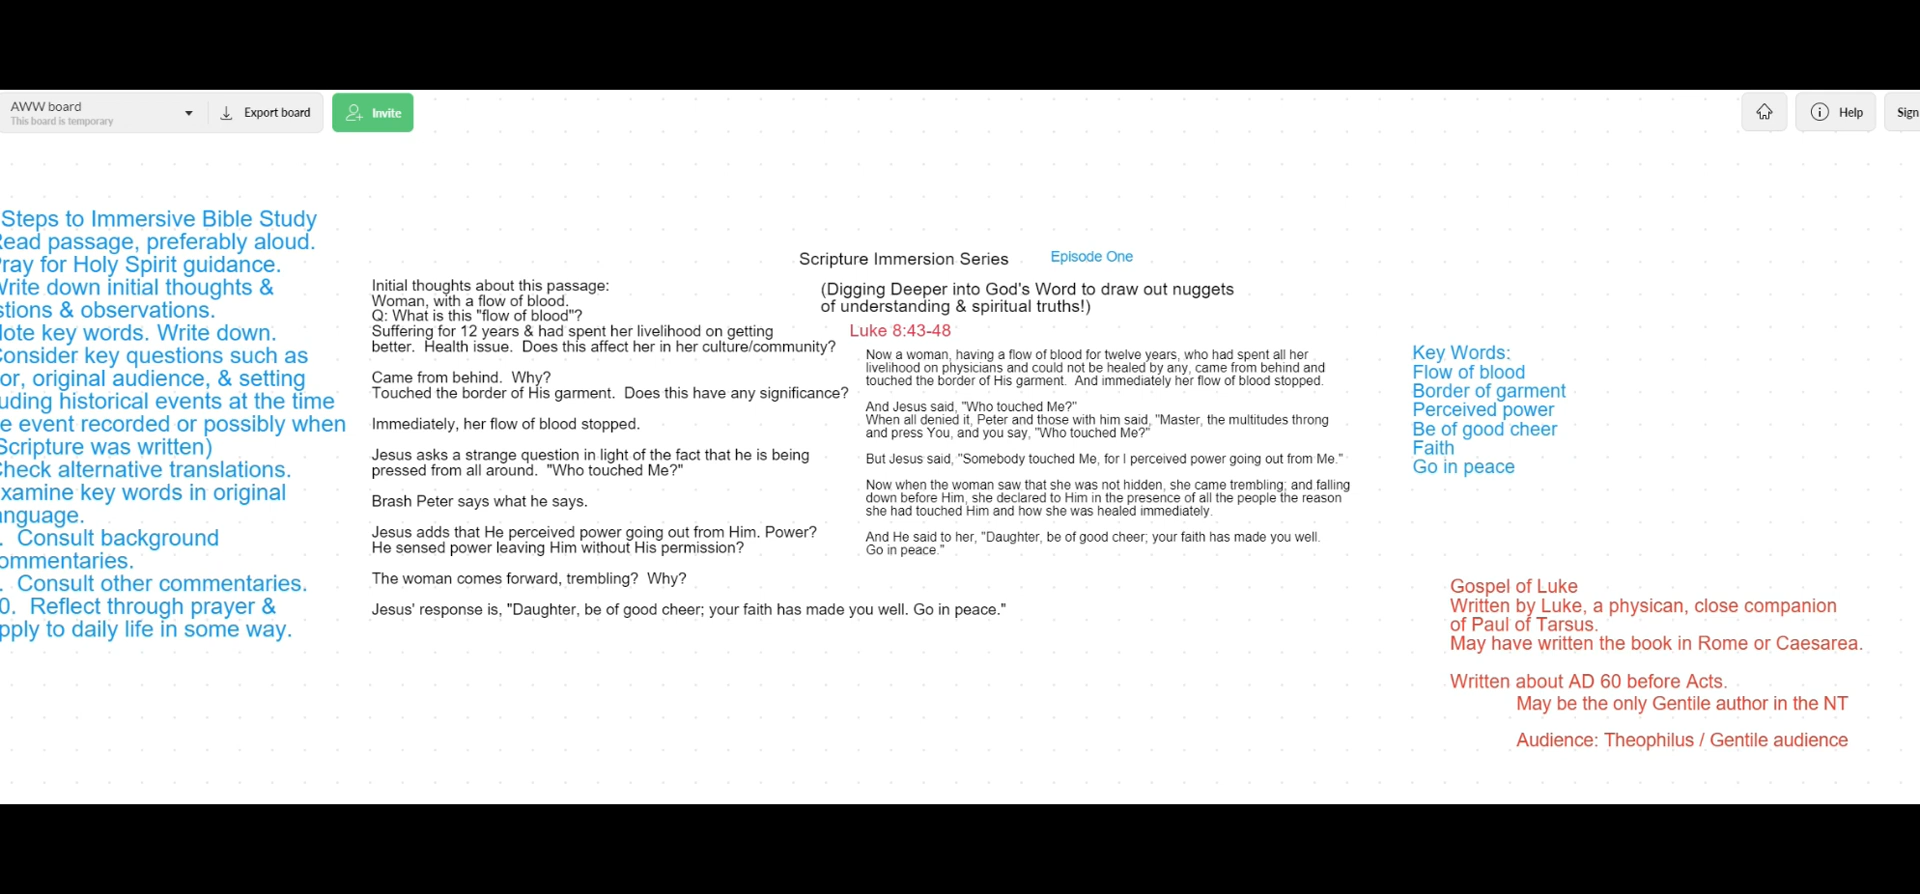 AWW board
This board is temporary
Export board
Invite
Help
Sign
Steps to Immersive Bible Study
Read passage, preferably aloud.
Pray for Holy Spirit guidance.
Write down initial thoughts &
stions & observations.
Note key words. Write down.
Consider key questions such as
or, original audience, & setting
uding historical events at the time
e event recorded or possibly when
Scripture was written)
Check alternative translations.
xamine key words in original
anguage.
. Consult background
ommentaries.
. Consult other commentaries.
0. Reflect through prayer &
pply to daily life in some way.
Initial thoughts about this passage:
Woman, with a flow of blood.
Q: What is this "flow of blood"?
Suffering for 12 years & had spent her livelihood on getting
better. Health issue. Does this affect her in her culture/community?
Came from behind. Why?
Touched the border of His garment. Does this have any significance?
Immediately, her flow of blood stopped.
Jesus asks a strange question in light of the fact that he is being
pressed from all around. "Who touched Me?"
Brash Peter says what he says.
Jesus adds that He perceived power going out from Him. Power?
He sensed power leaving Him without His permission?
The woman comes forward, trembling? Why?
Jesus' response is, "Daughter, be of good cheer; your faith has made you well. Go in peace."
Scripture Immersion Series
Episode One
(Digging Deeper into God's Word to draw out nuggets
of understanding & spiritual truths!)
Luke 8:43-48
Now a woman, having a flow of blood for twelve years, who had spent all her
livelihood on physicians and could not be healed by any, came from behind and
touched the border of His garment. And immediately her flow of blood stopped.
And Jesus said, "Who touched Me?"
When all denied it, Peter and those with him said, "Master, the multitudes throng
and press You, and you say, "Who touched Me?"
But Jesus said, "Somebody touched Me, for I perceived power going out from Me."
Now when the woman saw that she was not hidden, she came trembling; and falling
down before Him, she declared to Him in the presence of all the people the reason
she had touched Him and how she was healed immediately.
And He said to her, "Daughter, be of good cheer; your faith has made you well.
Go in peace."
Key Words:
Flow of blood
Border of garment
Perceived power
Be of good cheer
Faith
Go in peace
Gospel of Luke
Written by Luke, a physican, close companion
of Paul of Tarsus.
May have written the book in Rome or Caesarea.
Written about AD 60 before Acts.
May be the only Gentile author in the NT
Audience: Theophilus / Gentile audience